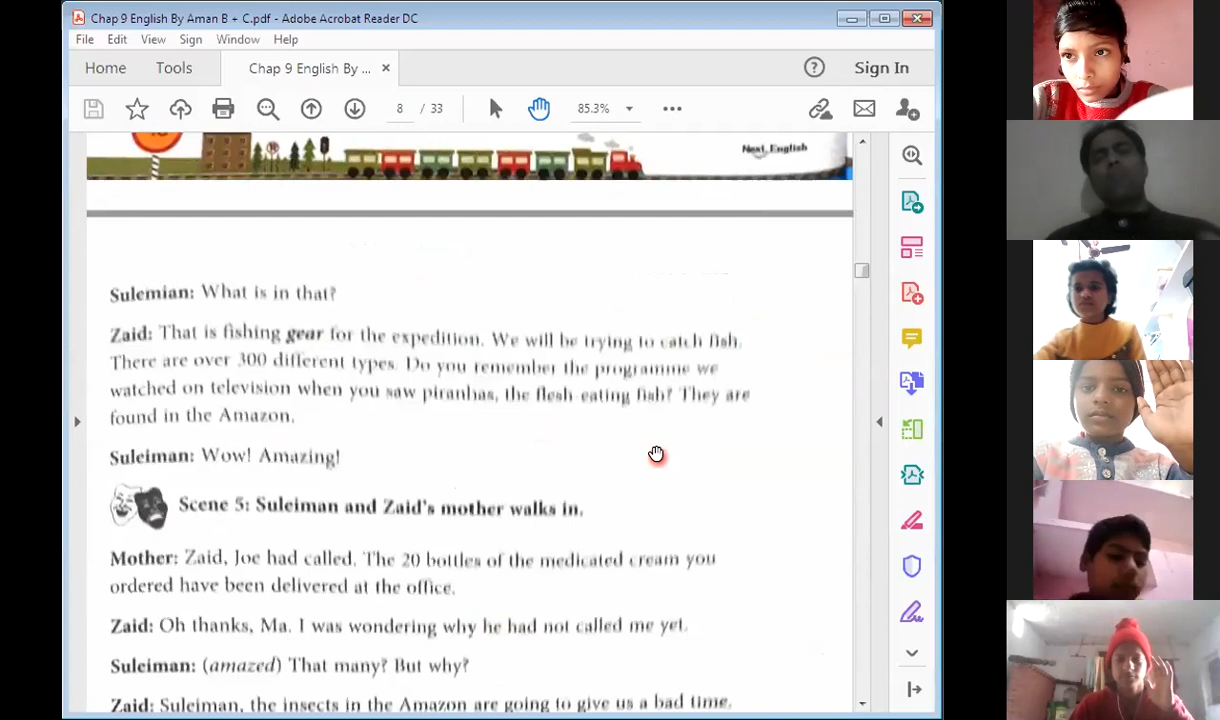 Chap 9 English By Aman B + C.pdf - Adobe Acrobat Reader DC
File Edit View Sign Window Help
Home Tools Chap 9 English By ... × Sign In
8 / 33 85.3%
Next, English
Sulemian: What is in that?
Zaid: That is fishing gear for the expedition. We will be trying to catch fish.
There are over 300 different types. Do you remember the programme we
watched on television when you saw piranhas, the flesh-eating fish? They are
found in the Amazon.
Suleiman: Wow! Amazing!
Scene 5: Suleiman and Zaid's mother walks in.
Mother: Zaid, Joe had called. The 20 bottles of the medicated cream you
ordered have been delivered at the office.
Zaid: Oh thanks, Ma. I was wondering why he had not called me yet.
Suleiman: (amazed) That many? But why?
Zaid: Suleiman, the insects in the Amazon are going to give us a bad time.